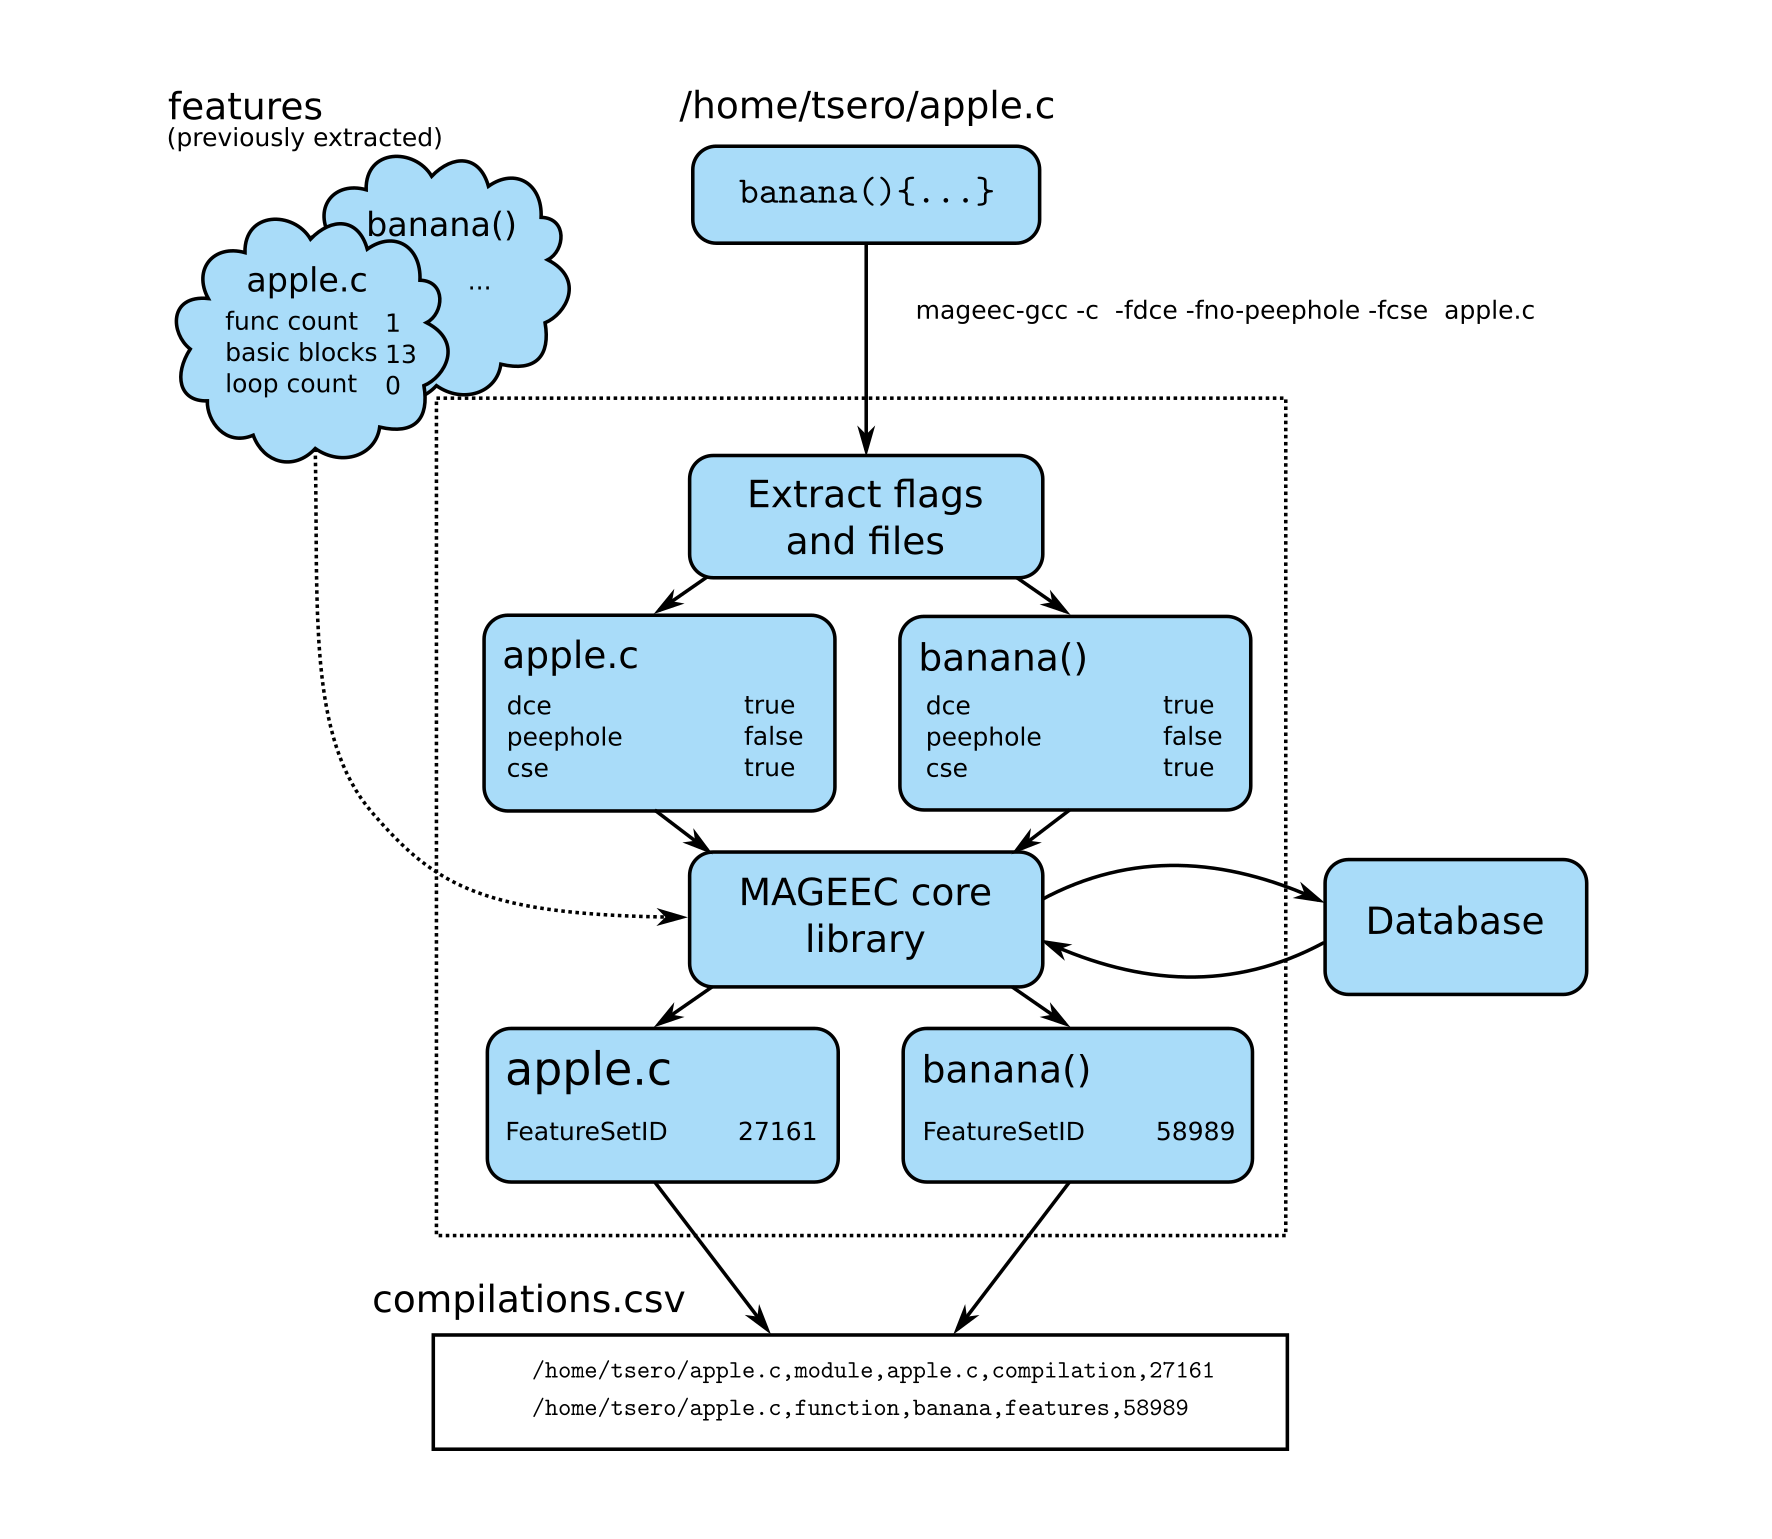 features
(previously extracted)
/home/tsero/apple.c
banana(){...}
banana()
...
apple.c
func count 1
basic blocks 13
loop count 0
mageec-gcc -c  -fdce -fno-peephole -fcse  apple.c
Extract flags
and files
apple.c
dce true
peephole false
cse true
banana()
dce true
peephole false
cse true
MAGEEC core
library
Database
apple.c
FeatureSetID 27161
banana()
FeatureSetID 58989
compilations.csv
/home/tsero/apple.c,module,apple.c,compilation,27161
/home/tsero/apple.c,function,banana,features,58989